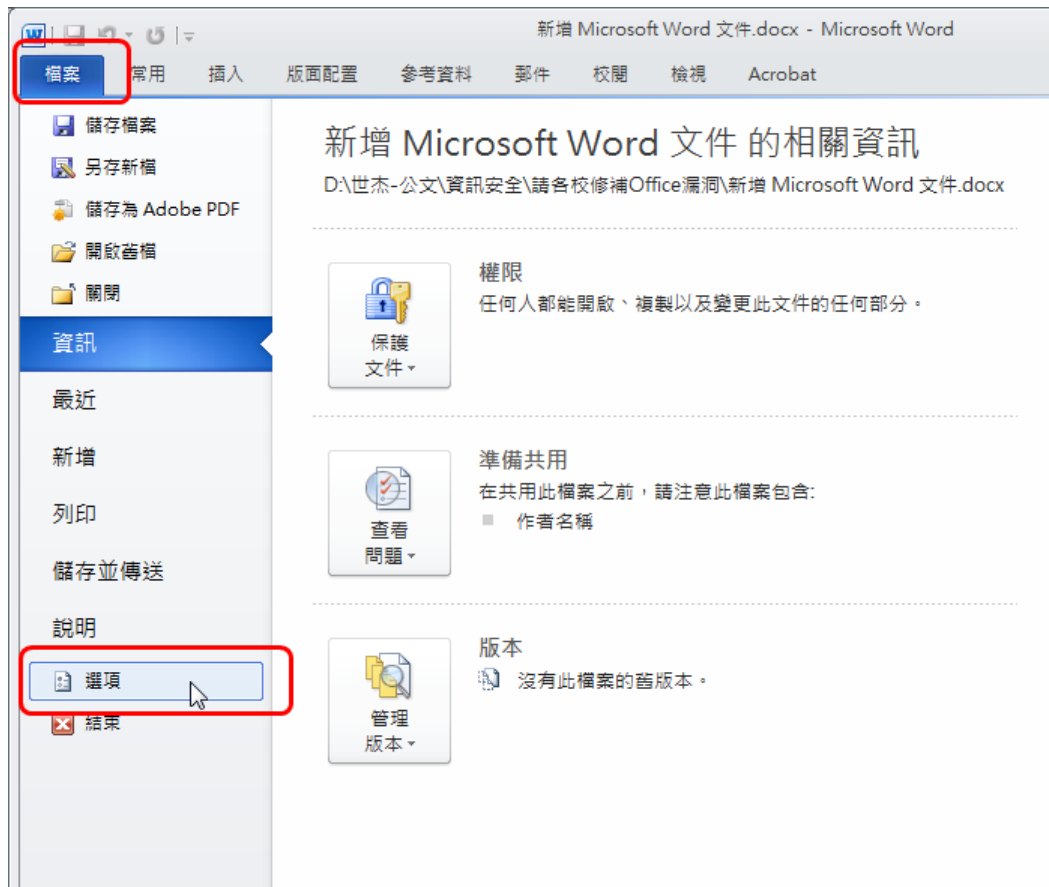 新增 Microsoft Word 文件.docx - Microsoft Word
檔案 常用 插入 版面配置 參考資料 郵件 校閱 檢視 Acrobat
儲存檔案
另存新檔
儲存為 Adobe PDF
開啟舊檔
關閉
資訊
最近
新增
列印
儲存並傳送
說明
選項
結束
新增 Microsoft Word 文件 的相關資訊
D:\世杰-公文\資訊安全\請各校修補Office漏洞\新增 Microsoft Word 文件.docx
保護
文件
權限
任何人都能開啟、複製以及變更此文件的任何部分。
查看
問題
準備共用
在共用此檔案之前，請注意此檔案包含:
作者名稱
管理
版本
版本
沒有此檔案的舊版本。